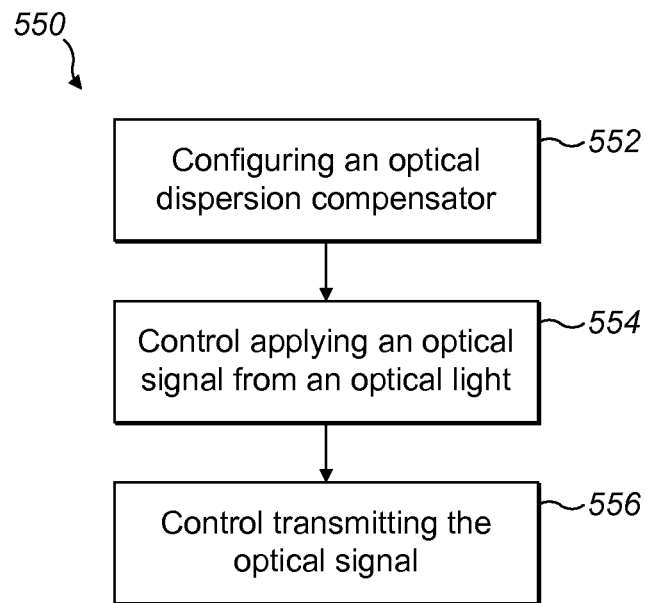 550
Configuring an optical
dispersion compensator
552
Control applying an optical
signal from an optical light
554
Control transmitting the
optical signal
556